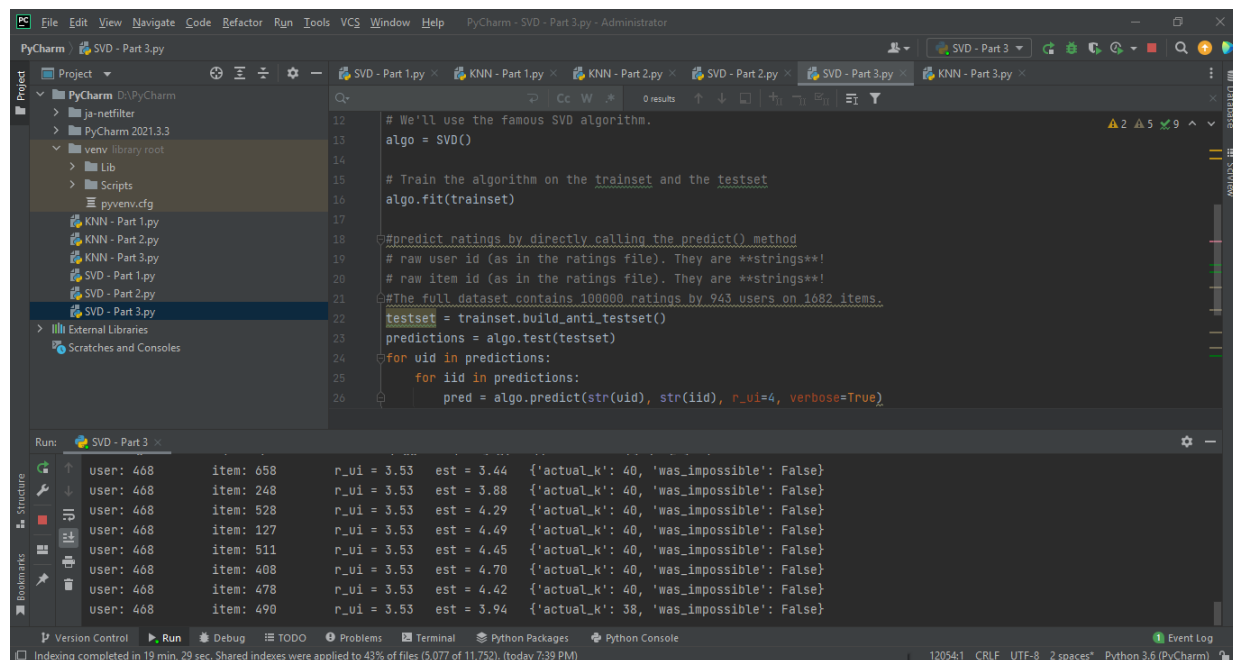 PC File Edit View Navigate Code Refactor Run Tools VCS Window Help PyCharm - SVD - Part 3.py - Administrator
PyCharm SVD - Part 3.py SVD - Part 3
Project
Project
PyCharm D:\PyCharm
ja-netfilter
PyCharm 2021.3.3
venv library root
Lib
Scripts
pyvenv.cfg
KNN - Part 1.py
KNN - Part 2.py
KNN - Part 3.py
SVD - Part 1.py
SVD - Part 2.py
SVD - Part 3.py
External Libraries
Scratches and Consoles
SVD - Part 1.py KNN - Part 1.py KNN - Part 2.py SVD - Part 2.py SVD - Part 3.py KNN - Part 3.py
Cc W .* 0 results
2 5 9
12 # We'll use the famous SVD algorithm.
13 algo = SVD()
14
15 # Train the algorithm on the trainset and the testset
16 algo.fit(trainset)
17
18 #predict ratings by directly calling the predict() method
19 # raw user id (as in the ratings file). They are **strings**!
20 # raw item id (as in the ratings file). They are **strings**!
21 #The full dataset contains 100000 ratings by 943 users on 1682 items.
22 testset = trainset.build_anti_testset()
23 predictions = algo.test(testset)
24 for uid in predictions:
25 for iid in predictions:
26 pred = algo.predict(str(uid), str(iid), r_ui=4, verbose=True)
Database
SciView
Run: SVD - Part 3
user: 468 item: 658 r_ui = 3.53 est = 3.44 {'actual_k': 40, 'was_impossible': False}
user: 468 item: 248 r_ui = 3.53 est = 3.88 {'actual_k': 40, 'was_impossible': False}
user: 468 item: 528 r_ui = 3.53 est = 4.29 {'actual_k': 40, 'was_impossible': False}
user: 468 item: 127 r_ui = 3.53 est = 4.49 {'actual_k': 40, 'was_impossible': False}
user: 468 item: 511 r_ui = 3.53 est = 4.45 {'actual_k': 40, 'was_impossible': False}
user: 468 item: 408 r_ui = 3.53 est = 4.70 {'actual_k': 40, 'was_impossible': False}
user: 468 item: 478 r_ui = 3.53 est = 4.42 {'actual_k': 40, 'was_impossible': False}
user: 468 item: 490 r_ui = 3.53 est = 3.94 {'actual_k': 38, 'was_impossible': False}
Structure
Bookmarks
Version Control Run Debug TODO Problems Terminal Python Packages Python Console 1 Event Log
Indexing completed in 19 min, 29 sec. Shared indexes were applied to 43% of files (5,077 of 11,752). (today 7:39 PM) 12054:1 CRLF UTF-8 2 spaces* Python 3.6 (PyCharm)